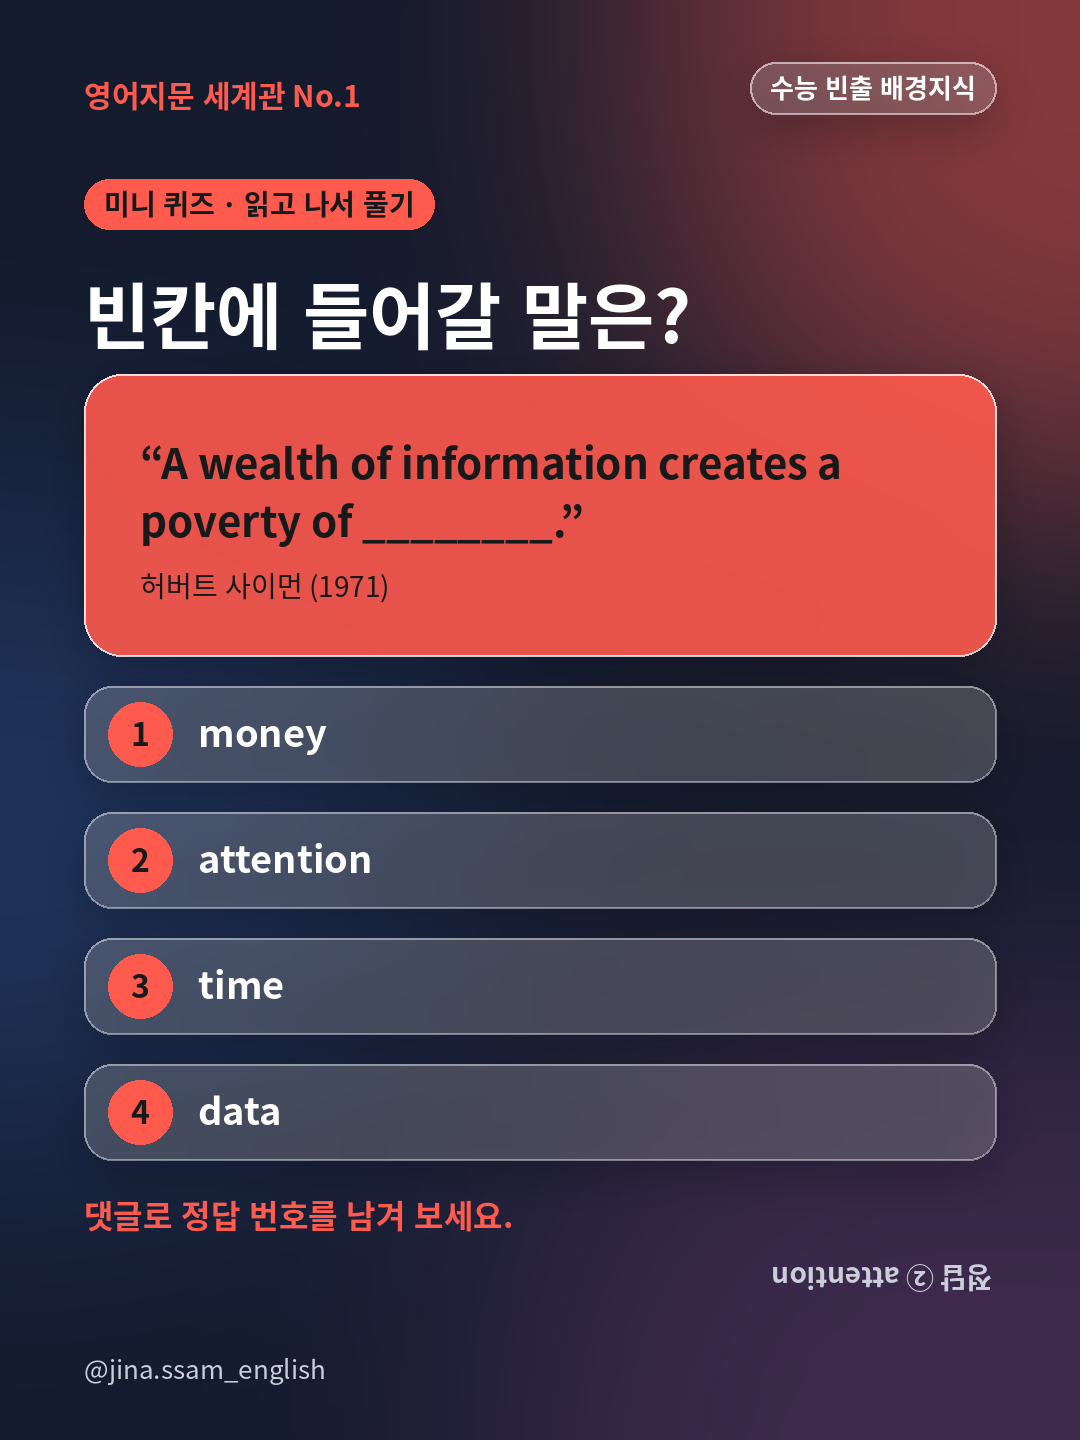 영어지문 세계관 No.1
수능 빈출 배경지식
미니 퀴즈 · 읽고 나서 풀기
빈칸에 들어갈 말은?
“A wealth of information creates a
poverty of ________.”
허버트 사이먼 (1971)
1 money
2 attention
3 time
4 data
댓글로 정답 번호를 남겨 보세요.
정답 ② attention
@jina.ssam_english